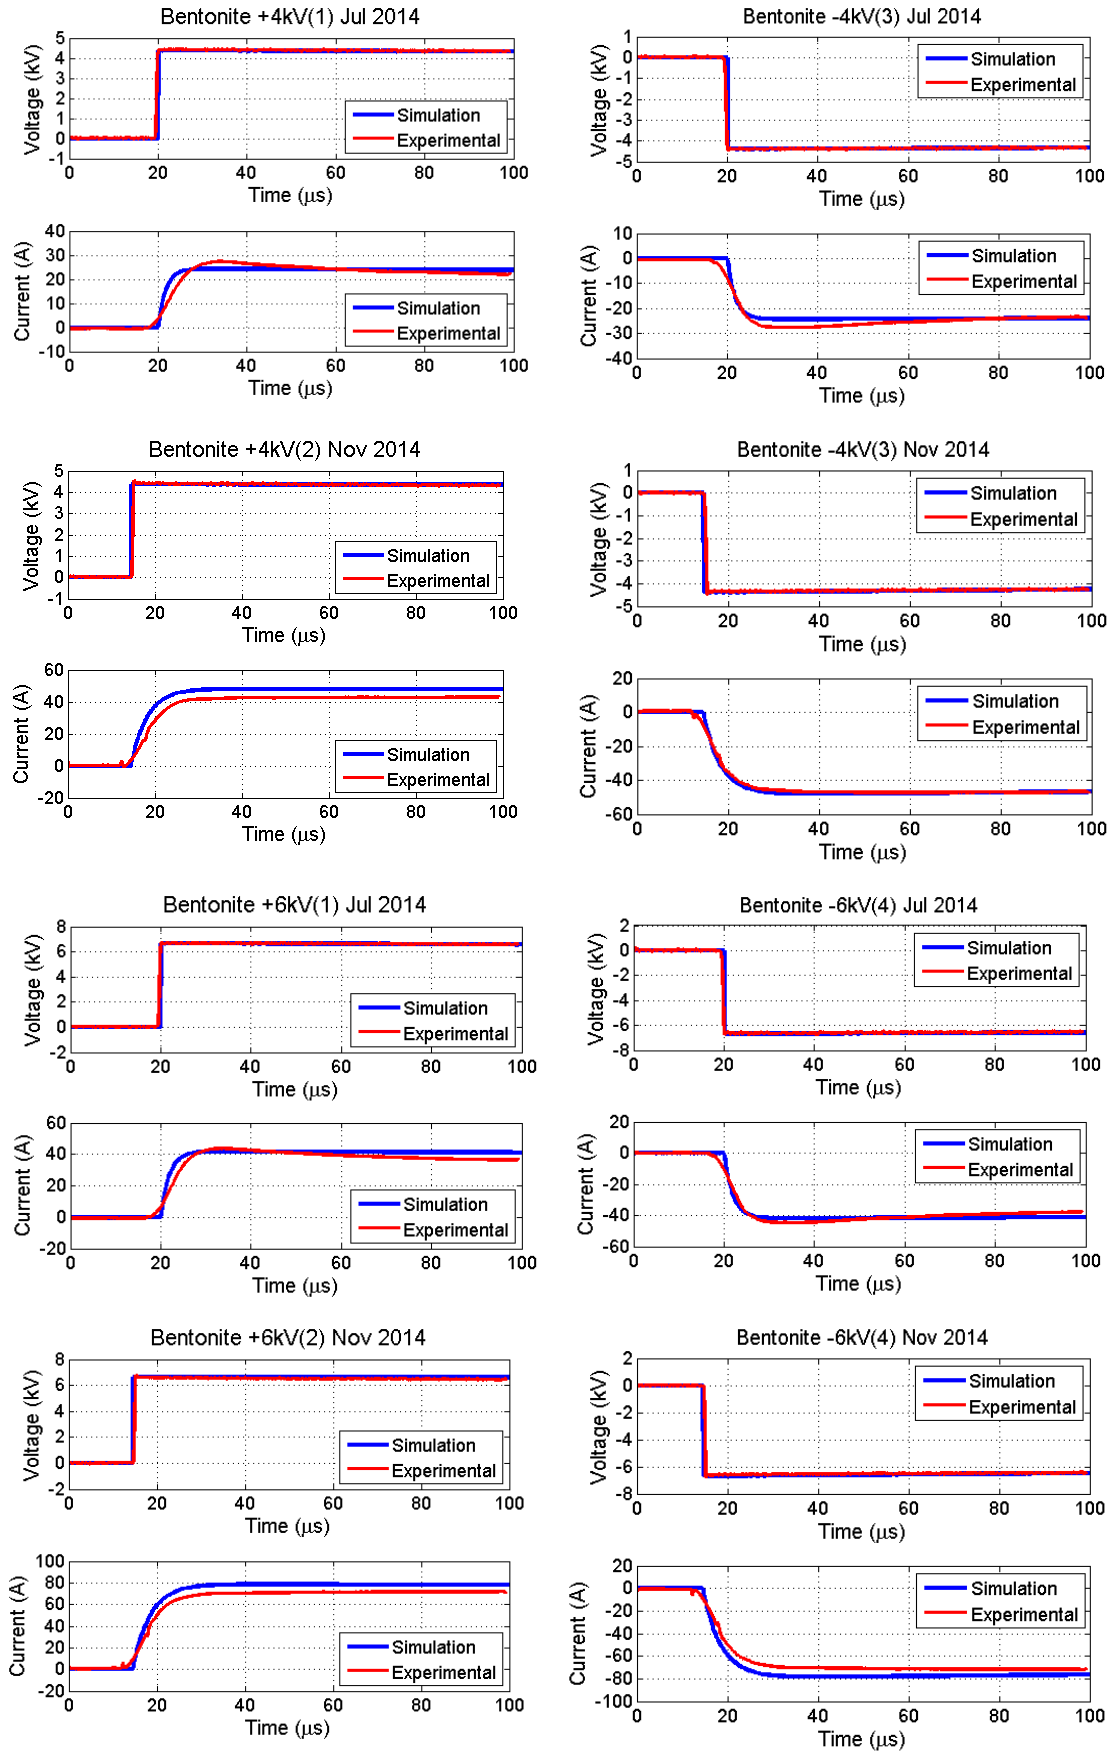 Bentonite +4kV(1) Jul 2014
Voltage (kV)
5
4
3
2
1
0
-1
Simulation
Experimental
0 20 40 60 80 100
Time (μs)
Current (A)
40
30
20
10
0
-10
Simulation
Experimental
0 20 40 60 80 100
Time (μs)
Bentonite -4kV(3) Jul 2014
Voltage (kV)
1
0
-1
-2
-3
-4
-5
Simulation
Experimental
0 20 40 60 80 100
Time (μs)
Current (A)
10
0
-10
-20
-30
-40
Simulation
Experimental
0 20 40 60 80 100
Time (μs)
Bentonite +4kV(2) Nov 2014
Voltage (kV)
5
4
3
2
1
0
-1
Simulation
Experimental
0 20 40 60 80 100
Time (μs)
Current (A)
60
40
20
0
-20
Simulation
Experimental
0 20 40 60 80 100
Time (μs)
Bentonite -4kV(3) Nov 2014
Voltage (kV)
1
0
-1
-2
-3
-4
-5
Simulation
Experimental
0 20 40 60 80 100
Time (μs)
Current (A)
20
0
-20
-40
-60
Simulation
Experimental
0 20 40 60 80 100
Time (μs)
Bentonite +6kV(1) Jul 2014
Voltage (kV)
8
6
4
2
0
-2
Simulation
Experimental
0 20 40 60 80 100
Time (μs)
Current (A)
60
40
20
0
-20
Simulation
Experimental
0 20 40 60 80 100
Time (μs)
Bentonite -6kV(4) Jul 2014
Voltage (kV)
2
0
-2
-4
-6
-8
Simulation
Experimental
0 20 40 60 80 100
Time (μs)
Current (A)
20
0
-20
-40
-60
Simulation
Experimental
0 20 40 60 80 100
Time (μs)
Bentonite +6kV(2) Nov 2014
Voltage (kV)
8
6
4
2
0
-2
Simulation
Experimental
0 20 40 60 80 100
Time (μs)
Current (A)
100
80
60
40
20
0
-20
Simulation
Experimental
0 20 40 60 80 100
Time (μs)
Bentonite -6kV(4) Nov 2014
Voltage (kV)
2
0
-2
-4
-6
-8
Simulation
Experimental
0 20 40 60 80 100
Time (μs)
Current (A)
20
0
-20
-40
-60
-80
-100
Simulation
Experimental
0 20 40 60 80 100
Time (μs)